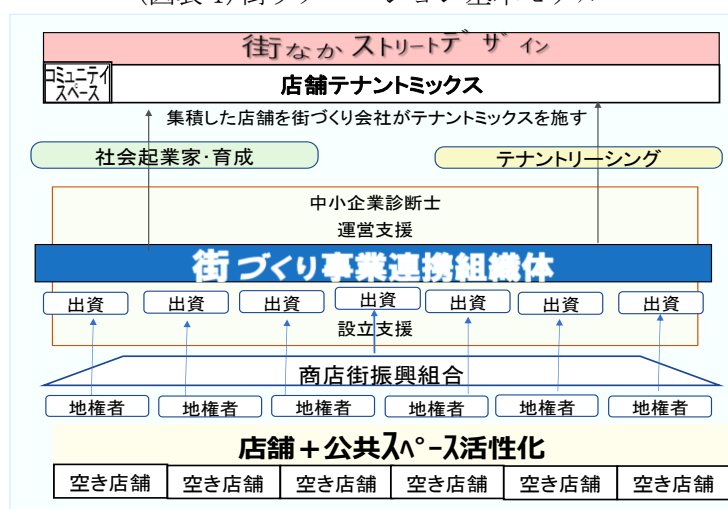 街なかストリートデザイン
コミュニティ
スペース
店舗テナントミックス
集積した店舗を街づくり会社がテナントミックスを施す
社会起業家・育成
テナントリーシング
中小企業診断士
運営支援
街づくり事業連携組織体
出資 出資 出資 出資 出資 出資 出資
設立支援
商店街振興組合
地権者 地権者 地権者 地権者 地権者 地権者
店舗+公共スペース活性化
空き店舗 空き店舗 空き店舗 空き店舗 空き店舗 空き店舗